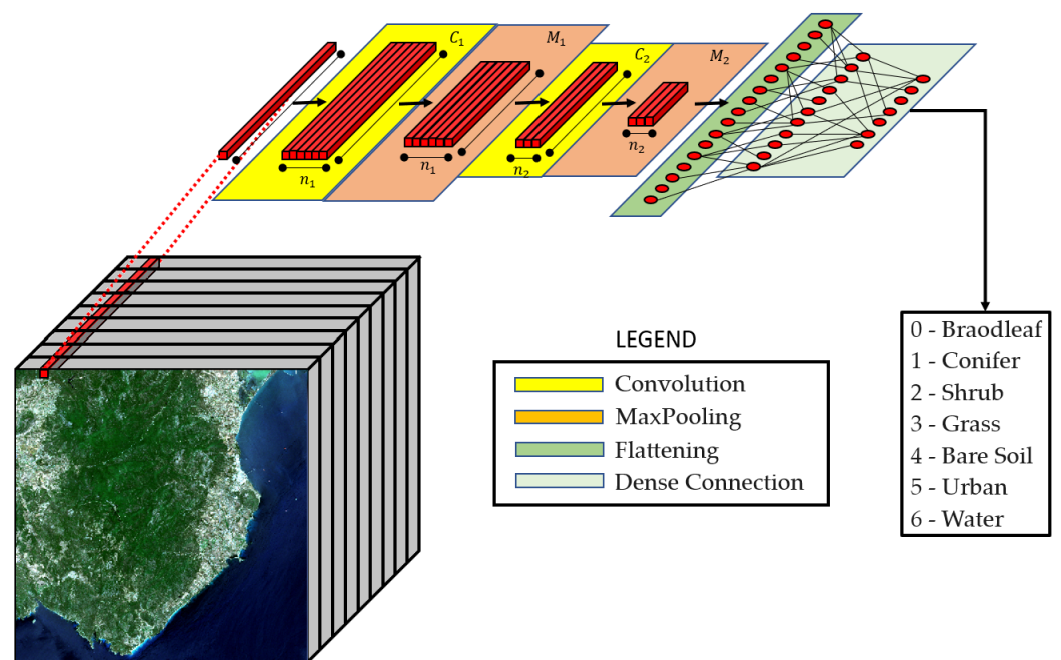 C₁
M₁
C₂
M₂
n₁
n₁
n₂
n₂
LEGEND
Convolution
MaxPooling
Flattening
Dense Connection
0 - Braodleaf
1 - Conifer
2 - Shrub
3 - Grass
4 - Bare Soil
5 - Urban
6 - Water